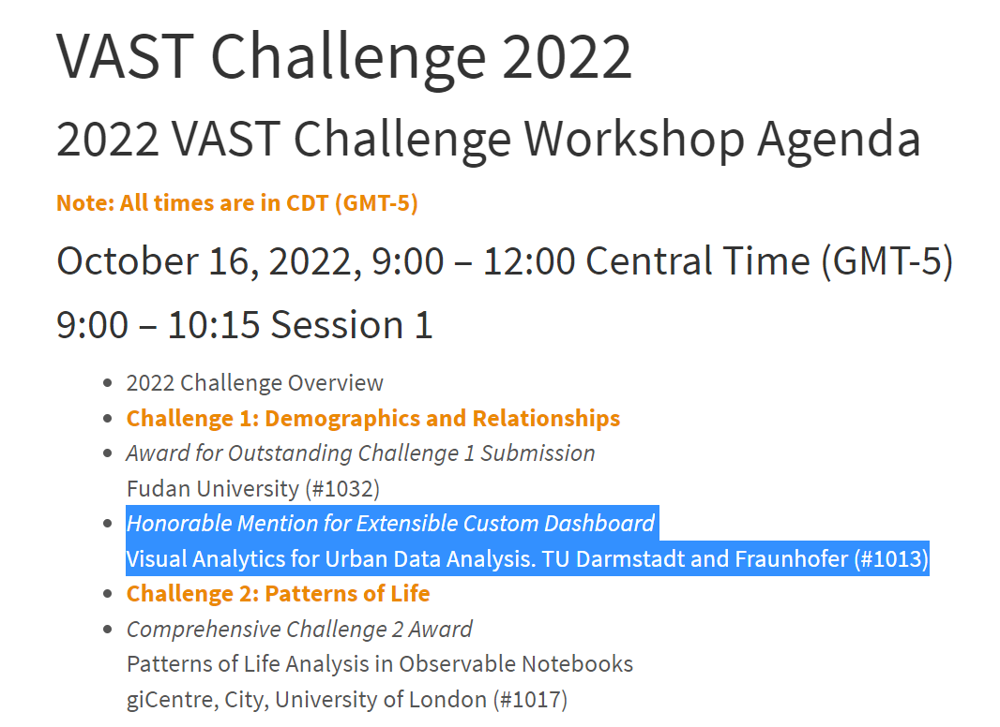 VAST Challenge 2022
2022 VAST Challenge Workshop Agenda
Note: All times are in CDT (GMT-5)
October 16, 2022, 9:00 – 12:00 Central Time (GMT-5)
9:00 – 10:15 Session 1
2022 Challenge Overview
Challenge 1: Demographics and Relationships
Award for Outstanding Challenge 1 Submission
Fudan University (#1032)
Honorable Mention for Extensible Custom Dashboard
Visual Analytics for Urban Data Analysis. TU Darmstadt and Fraunhofer (#1013)
Challenge 2: Patterns of Life
Comprehensive Challenge 2 Award
Patterns of Life Analysis in Observable Notebooks
giCentre, City, University of London (#1017)